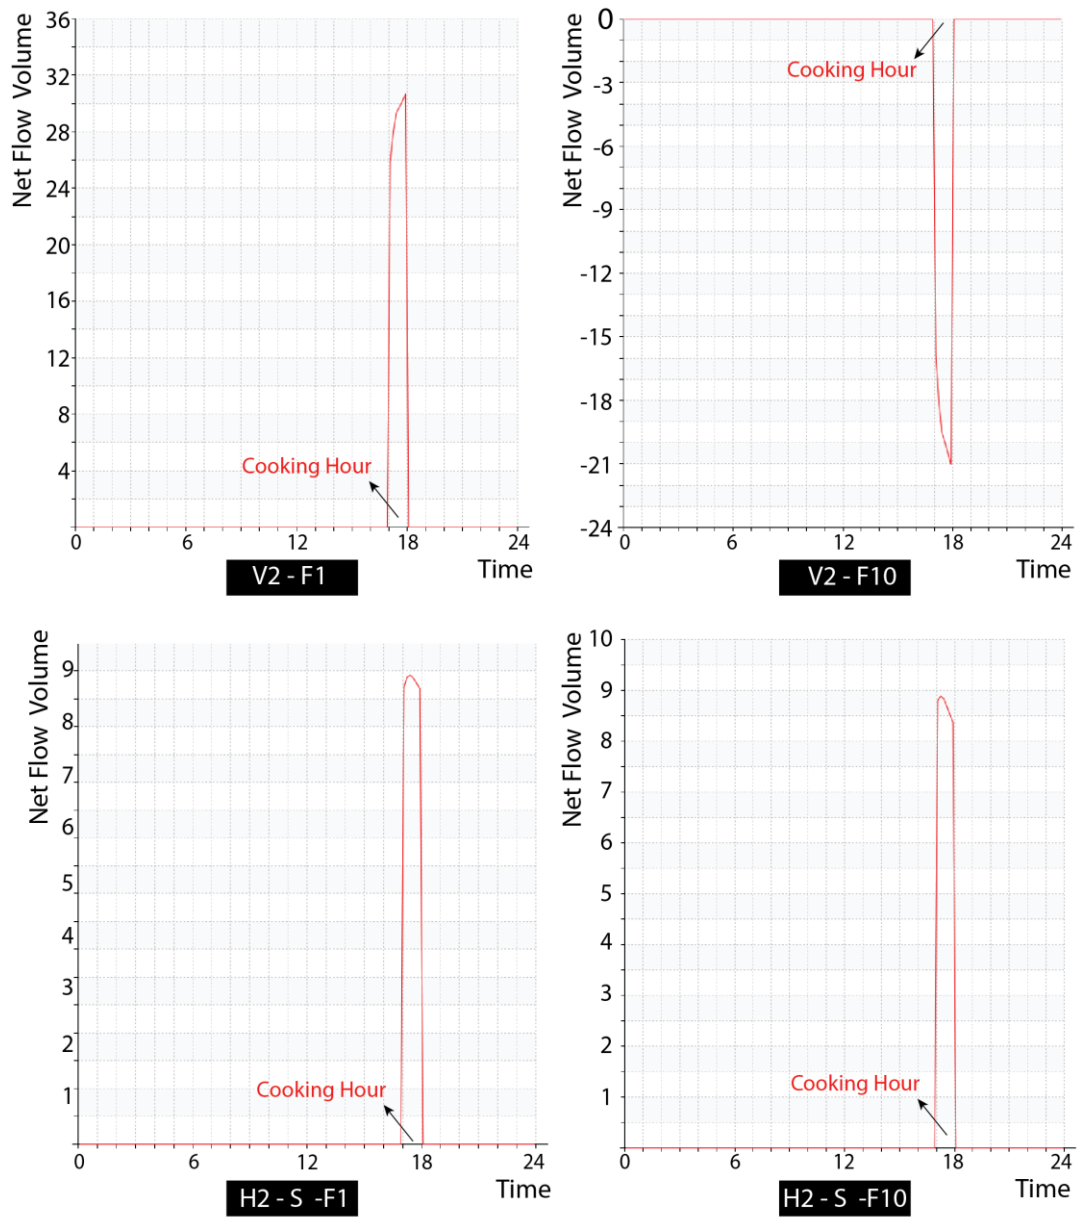 Net Flow Volume
36
32
28
24
20
16
12
8
4
Cooking Hour
0 6 12 18 24
Time
V2 - F1
Net Flow Volume
0
-3
-6
-9
-12
-15
-18
-21
-24
Cooking Hour
0 6 12 18 24
Time
V2 - F10
Net Flow Volume
9
8
7
6
5
4
3
2
1
Cooking Hour
0 6 12 18 24
Time
H2 - S -F1
Net Flow Volume
10
9
8
7
6
5
4
3
2
1
Cooking Hour
0 6 12 18 24
Time
H2 - S -F10